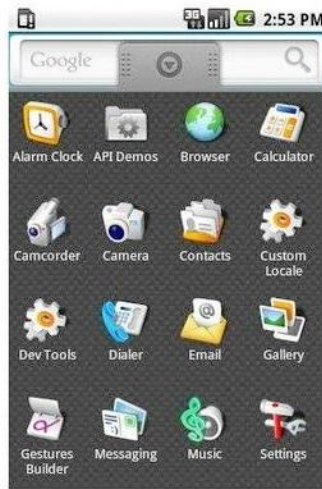 3G 2:53 PM
Google
Alarm Clock API Demos Browser Calculator
Camcorder Camera Contacts Custom Locale
Dev Tools Dialer Email Gallery
Gestures Builder Messaging Music Settings